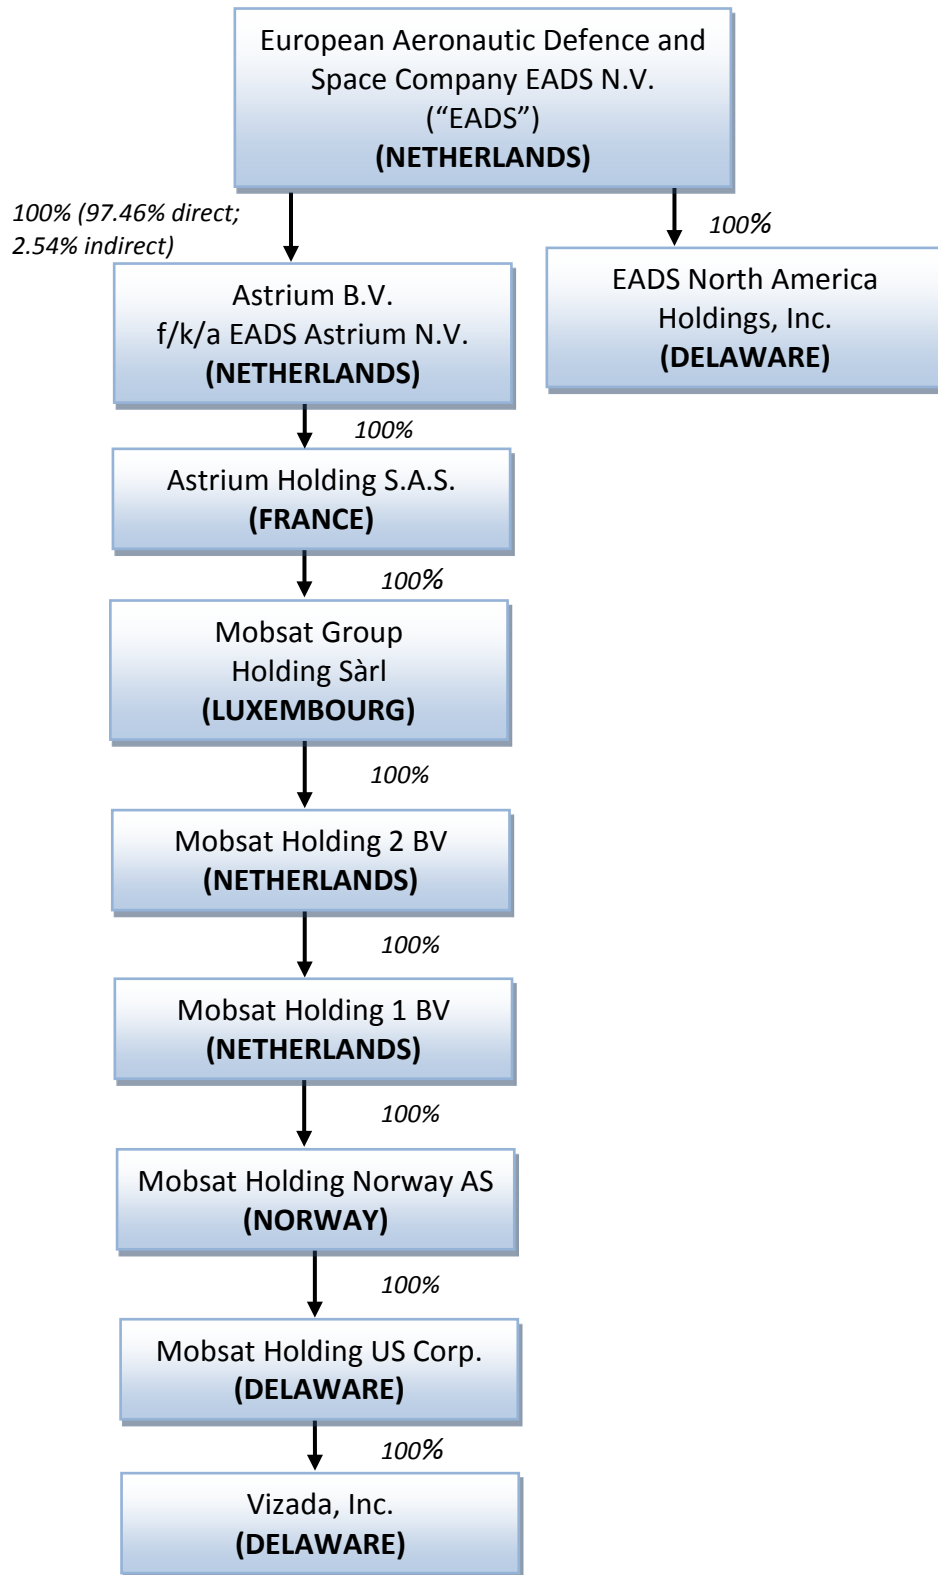 European Aeronautic Defence and
Space Company EADS N.V.
(“EADS”)
(NETHERLANDS)
100% (97.46% direct;
2.54% indirect)
100%
Astrium B.V.
f/k/a EADS Astrium N.V.
(NETHERLANDS)
EADS North America
Holdings, Inc.
(DELAWARE)
100%
Astrium Holding S.A.S.
(FRANCE)
100%
Mobsat Group
Holding Sàrl
(LUXEMBOURG)
100%
Mobsat Holding 2 BV
(NETHERLANDS)
100%
Mobsat Holding 1 BV
(NETHERLANDS)
100%
Mobsat Holding Norway AS
(NORWAY)
100%
Mobsat Holding US Corp.
(DELAWARE)
100%
Vizada, Inc.
(DELAWARE)